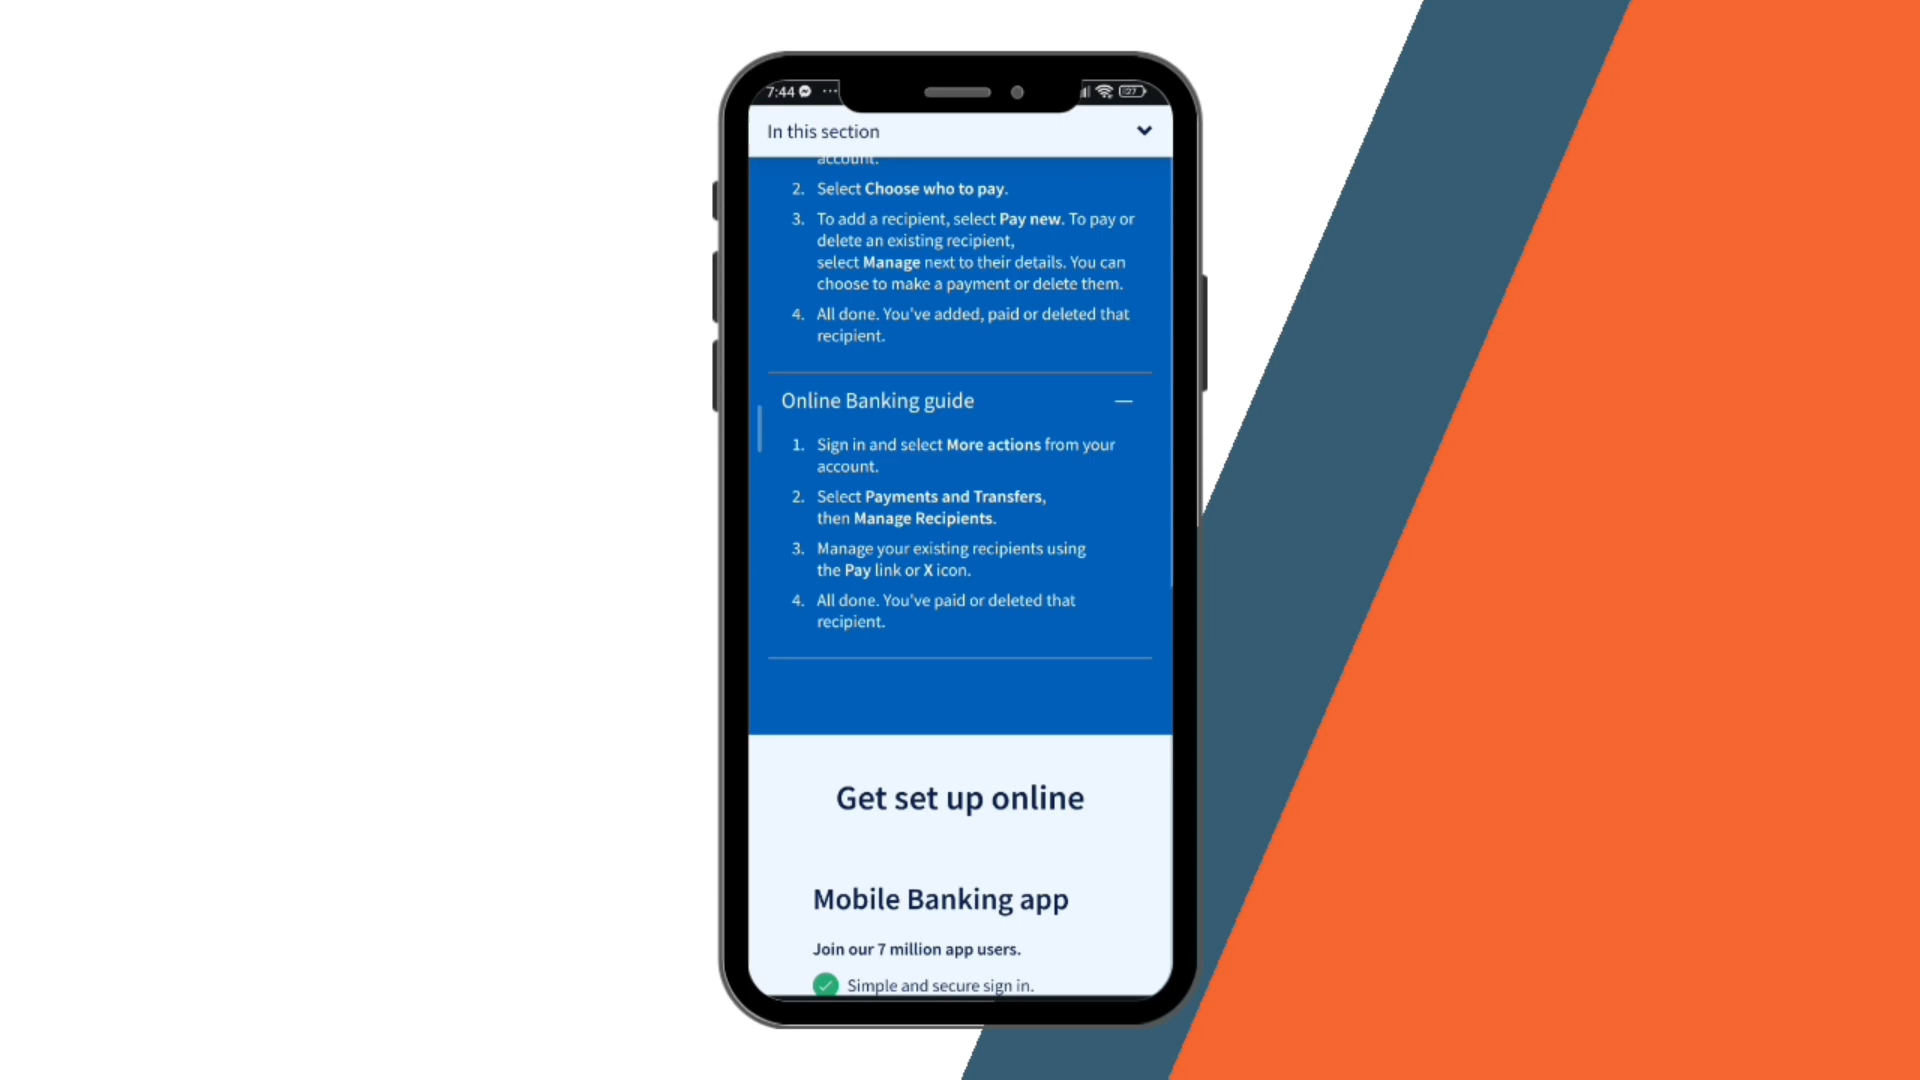 7:44
27
In this section
account.
2. Select Choose who to pay.
3. To add a recipient, select Pay new. To pay or
delete an existing recipient,
select Manage next to their details. You can
choose to make a payment or delete them.
4. All done. You've added, paid or deleted that
recipient.
Online Banking guide
1. Sign in and select More actions from your
account.
2. Select Payments and Transfers,
then Manage Recipients.
3. Manage your existing recipients using
the Pay link or X icon.
4. All done. You've paid or deleted that
recipient.
Get set up online
Mobile Banking app
Join our 7 million app users.
Simple and secure sign in.